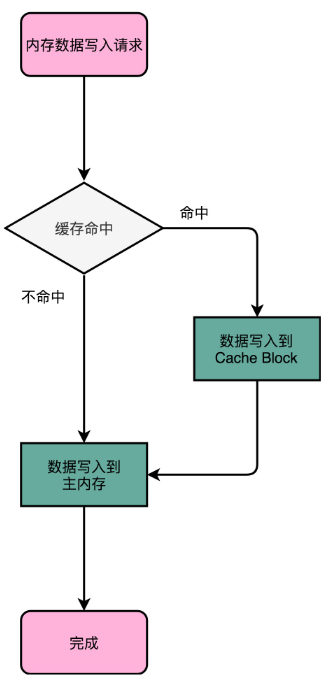 内存数据写入请求
缓存命中
命中
不命中
数据写入到
Cache Block
数据写入到
主内存
完成